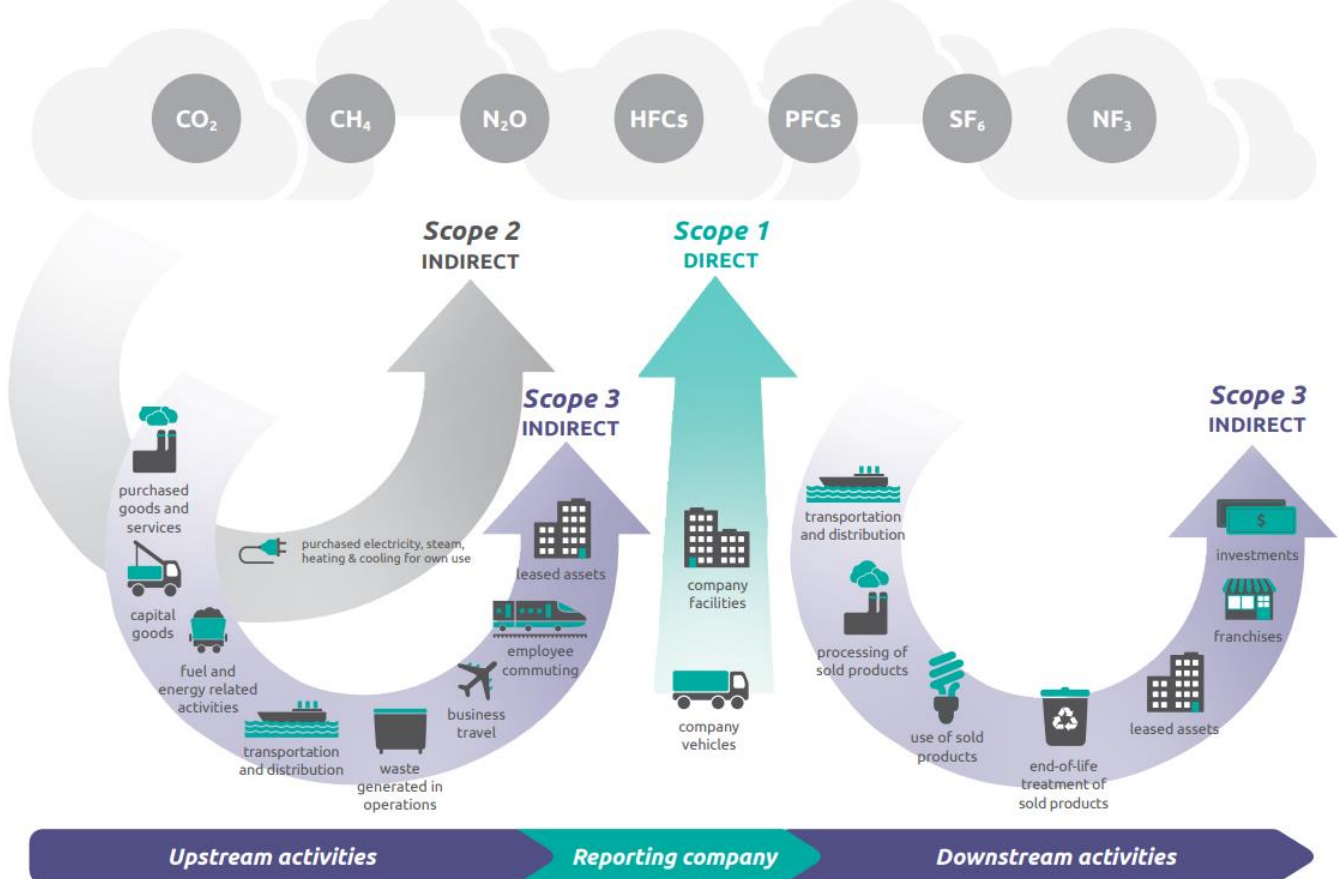 CO₂
CH₄
N₂O
HFCs
PFCs
SF₆
NF₃
Scope 2
INDIRECT
Scope 1
DIRECT
Scope 3
INDIRECT
Scope 3
INDIRECT
purchased
goods and
services
capital
goods
fuel and
energy related
activities
purchased electricity, steam,
heating & cooling for own use
transportation
and distribution
waste
generated in
operations
business
travel
employee
commuting
leased assets
company
facilities
company
vehicles
transportation
and distribution
processing of
sold products
use of sold
products
end-of-life
treatment of
sold products
leased assets
franchises
$
investments
Upstream activities
Reporting company
Downstream activities